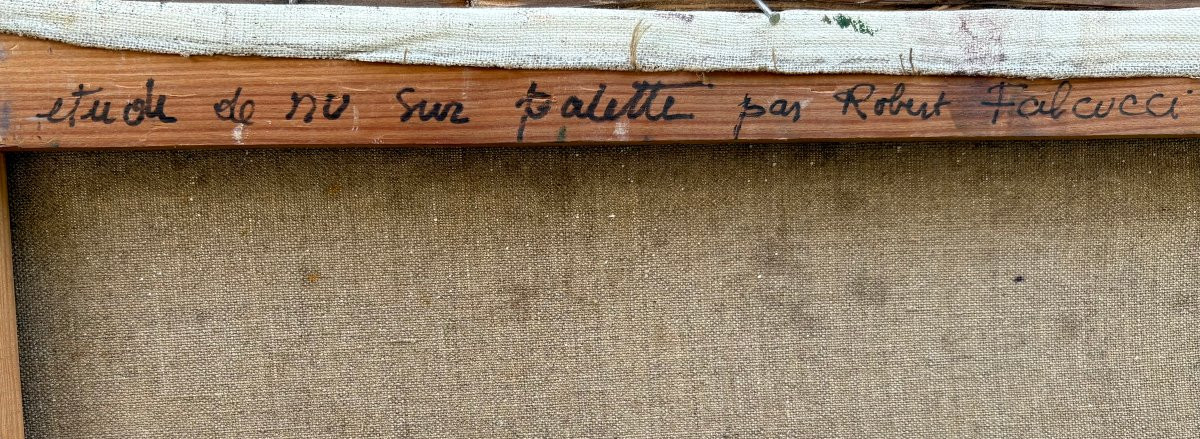 etude de nu sur palette par Robert Falcucci